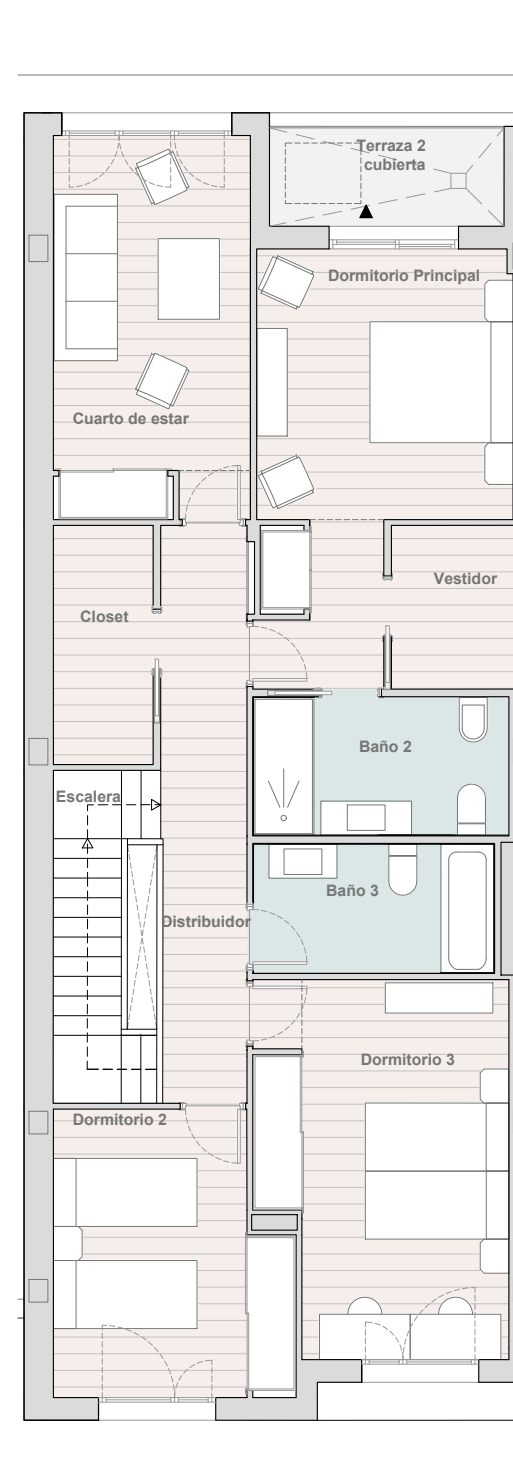 Terraza 2
cubierta
Dormitorio Principal
Cuarto de estar
Vestidor
Closet
Baño 2
Escalera
Baño 3
Distribuidor
Dormitorio 3
Dormitorio 2